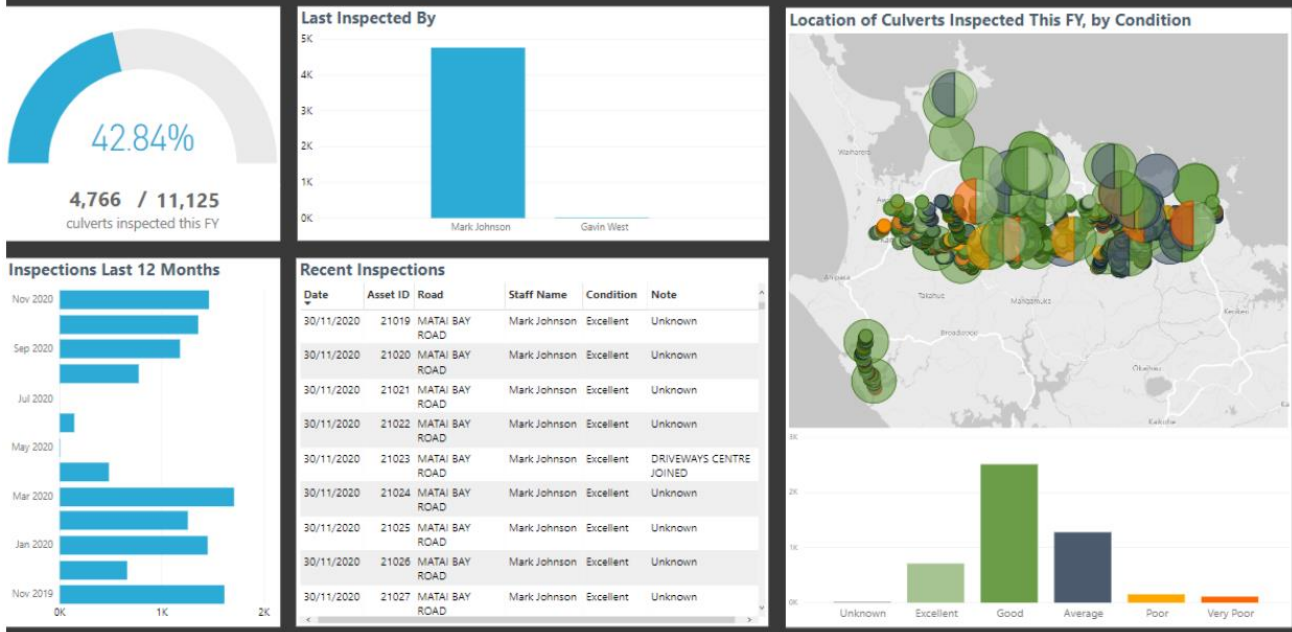 42.84%
4,766 / 11,125
culverts inspected this FY
Last Inspected By
5K
4K
3K
2K
1K
0K
Mark Johnson Gavin West
Inspections Last 12 Months
Nov 2020
Sep 2020
Jul 2020
May 2020
Mar 2020
Jan 2020
Nov 2019
0K 1K 2K
Recent Inspections
Date Asset ID Road Staff Name Condition Note
30/11/2020 21019 MATAI BAY Mark Johnson Excellent Unknown
ROAD
30/11/2020 21020 MATAI BAY Mark Johnson Excellent Unknown
ROAD
30/11/2020 21021 MATAI BAY Mark Johnson Excellent Unknown
ROAD
30/11/2020 21022 MATAI BAY Mark Johnson Excellent Unknown
ROAD
30/11/2020 21023 MATAI BAY Mark Johnson Excellent DRIVEWAYS CENTRE
ROAD JOINED
30/11/2020 21024 MATAI BAY Mark Johnson Excellent Unknown
ROAD
30/11/2020 21025 MATAI BAY Mark Johnson Excellent Unknown
ROAD
30/11/2020 21026 MATAI BAY Mark Johnson Excellent Unknown
ROAD
30/11/2020 21027 MATAI BAY Mark Johnson Excellent Unknown
ROAD
Location of Culverts Inspected This FY, by Condition
Ahipara
Takahue
Mangamuka
Broadwood
Kerikeri
Okaihau
Kaikohe
3K
2K
1K
0K
Unknown Excellent Good Average Poor Very Poor